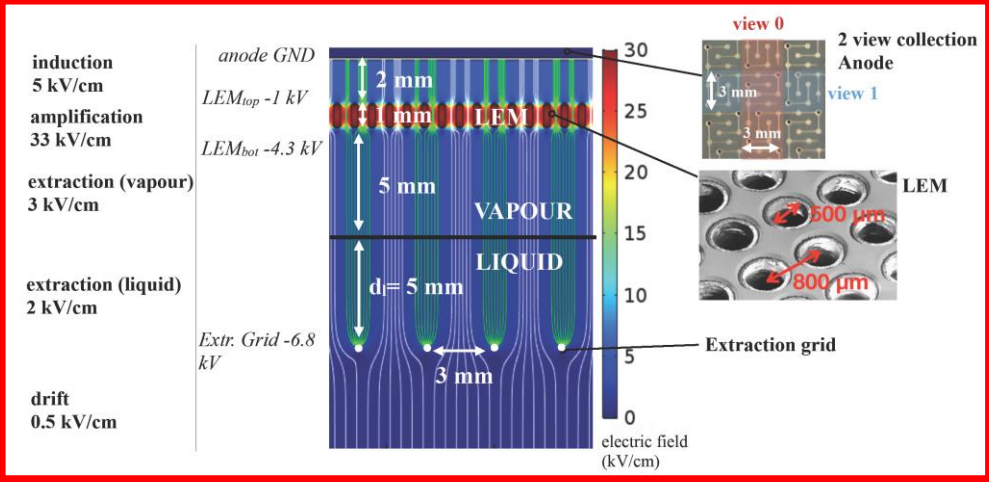 induction
5 kV/cm
amplification
33 kV/cm
extraction (vapour)
3 kV/cm
extraction (liquid)
2 kV/cm
drift
0.5 kV/cm
anode GND
LEMtop -1 kV
LEMbot -4.3 kV
Extr. Grid -6.8
kV
2 mm
1 mm
LEM
5 mm
VAPOUR
LIQUID
dl= 5 mm
3 mm
30
25
20
15
10
5
0
electric field
(kV/cm)
view 0
2 view collection
Anode
view 1
3 mm
3 mm
LEM
500 µm
800 µm
Extraction grid